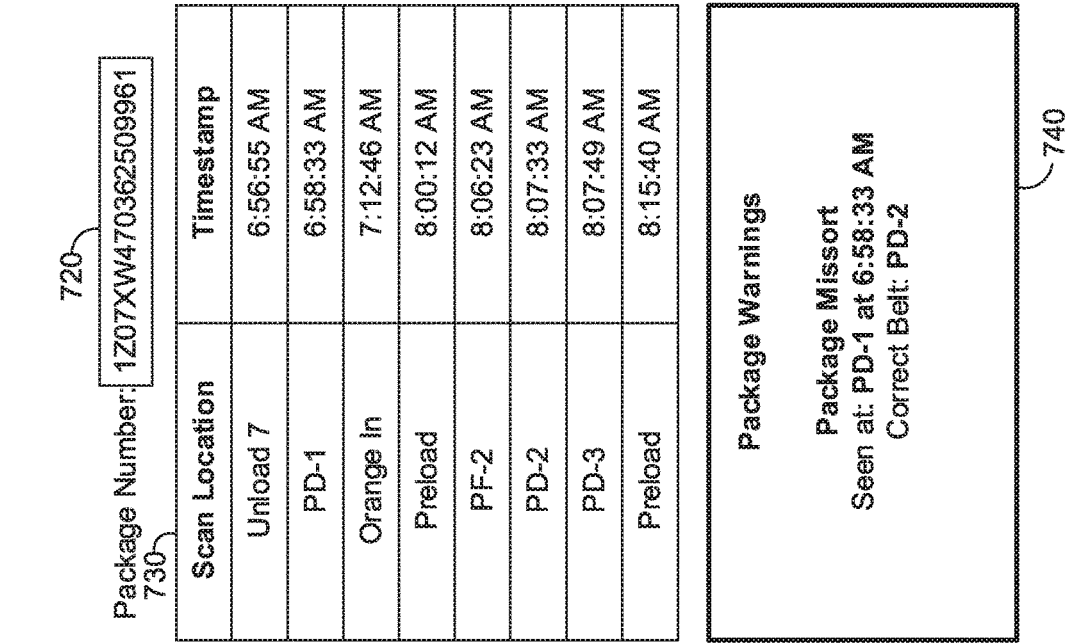 720
Package Number: 1Z07XW47036250​9961
730
Scan Location Timestamp
Unload 7 6:56:55 AM
PD-1 6:58:33 AM
Orange In 7:12:46 AM
Preload 8:00:12 AM
PF-2 8:06:23 AM
PD-2 8:07:33 AM
PD-3 8:07:49 AM
Preload 8:15:40 AM
Package Warnings
Package Missort
Seen at: PD-1 at 6:58:33 AM
Correct Belt: PD-2
740